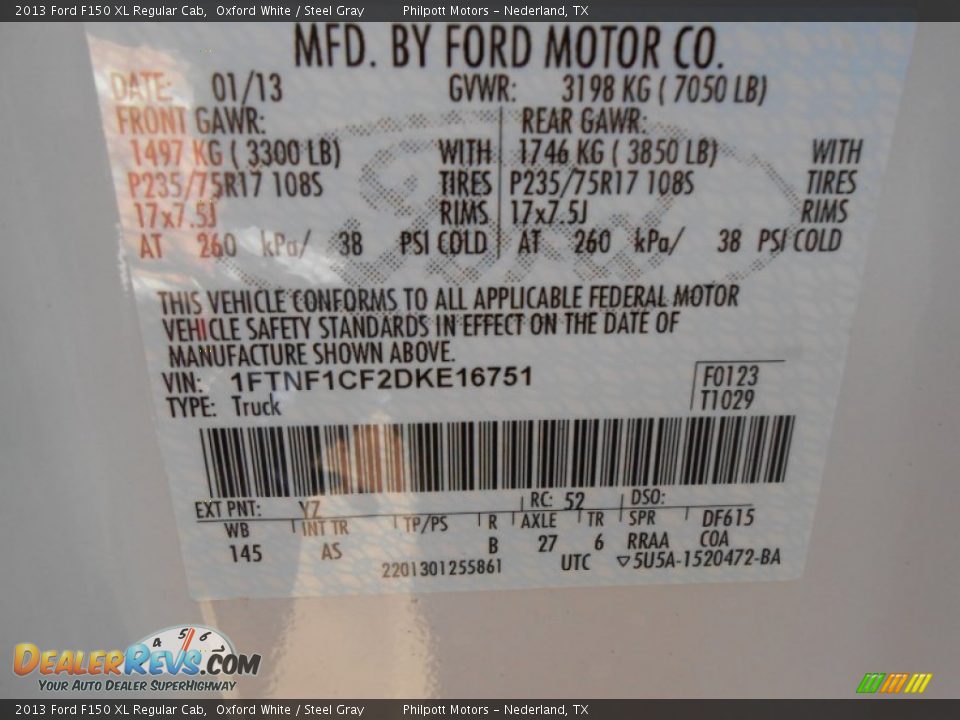 2013 Ford F150 XL Regular Cab, Oxford White / Steel Gray Philpott Motors - Nederland, TX
MFD. BY FORD MOTOR CO.
DATE: 01/13 GVWR: 3198 KG ( 7050 LB)
FRONT GAWR: REAR GAWR:
1497 KG ( 3300 LB) WITH 1746 KG ( 3850 LB) WITH
P235/75R17 108S TIRES P235/75R17 108S TIRES
17x7.5J RIMS 17x7.5J RIMS
AT 260 kPa/ 38 PSI COLD AT 260 kPa/ 38 PSI COLD
THIS VEHICLE CONFORMS TO ALL APPLICABLE FEDERAL MOTOR
VEHICLE SAFETY STANDARDS IN EFFECT ON THE DATE OF
MANUFACTURE SHOWN ABOVE.
VIN: 1FTNF1CF2DKE16751 F0123
TYPE: Truck T1029
EXT PNT: YZ RC: 52 DSO:
WB INT TR TP/PS R AXLE TR SPR DF615
145 AS B 27 6 RRAA COA
2201301255861 UTC ▽5U5A-1520472-BA
4 5 6
DEALERREVS.COM
YOUR AUTO DEALER SUPERHIGHWAY
2013 Ford F150 XL Regular Cab, Oxford White / Steel Gray Philpott Motors - Nederland, TX